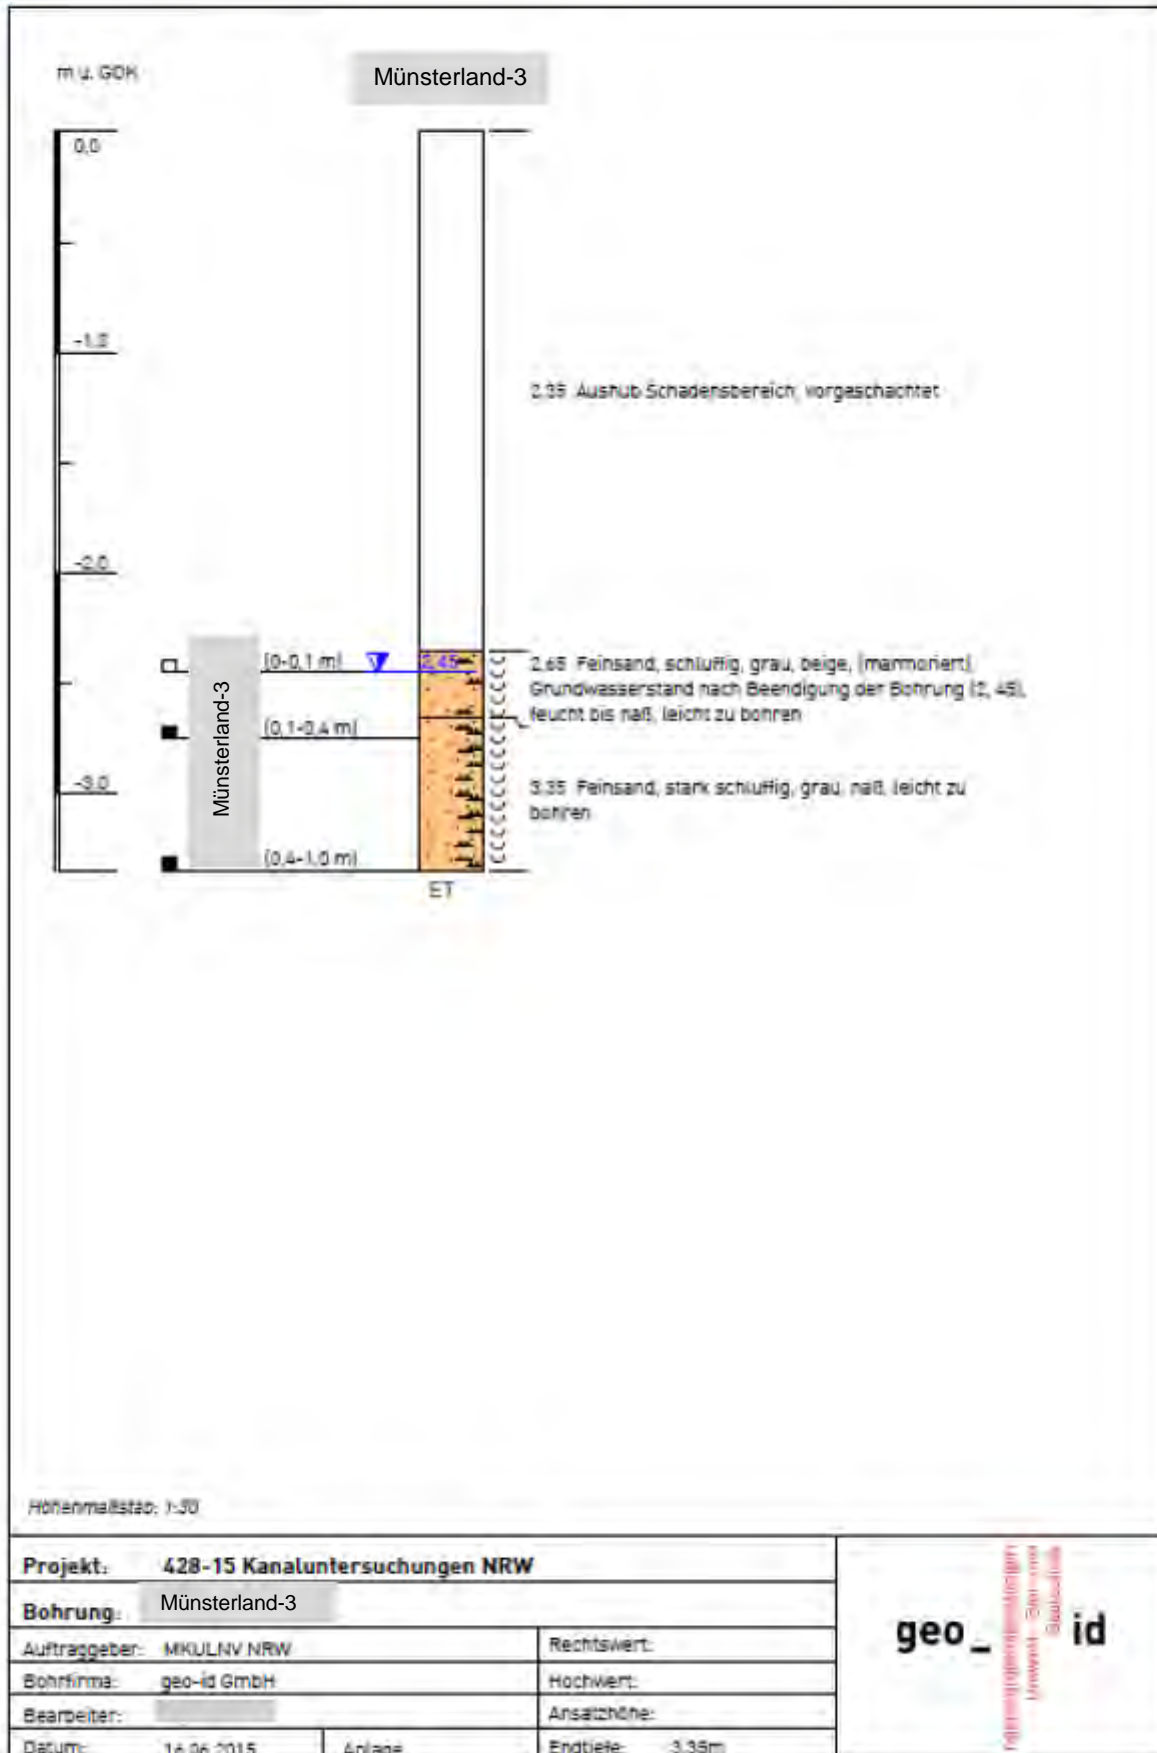 m u. GOK
Münsterland-3
0,0
-1,0
2,35 Aushub Schadensbereich, vorgeschachtet
-2,0
(0-0,1 m)
2,45
2,65 Feinsand, schluffig, grau, beige, (marmoriert)
Grundwasserstand nach Beendigung der Bohrung (2, 45),
feucht bis naß, leicht zu bohren
Münsterland-3
(0,1-0,4 m)
-3,0
3,35 Feinsand, stark schluffig, grau, naß, leicht zu
bohren
(0,4-1,0 m)
ET
Höhenmaßstab: 1:30
Projekt: 428-15 Kanaluntersuchungen NRW
Bohrung: Münsterland-3
Auftraggeber: MKULNV NRW
Rechtswert:
Bohrfirma: geo-id GmbH
Hochwert:
Bearbeiter:
Ansatzhöhe:
Datum: 16.06.2015
Anlage
Endtiefe: 3,35m
geo_ id